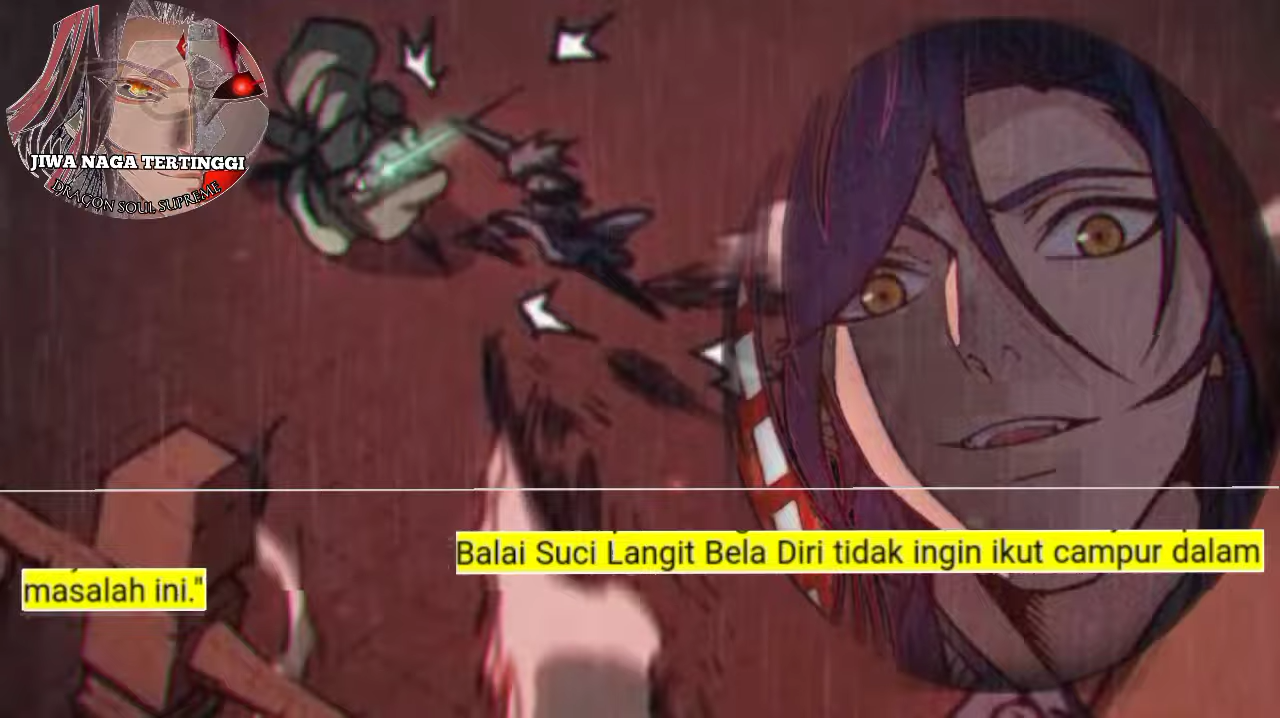 JIWA NAGA TERTINGGI
DRAGON SOUL SUPREME
Balai Suci Langit Bela Diri tidak ingin ikut campur dalam
masalah ini."